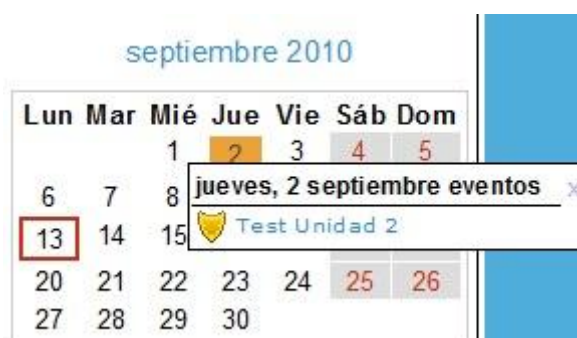 septiembre 2010
Lun Mar Mié Jue Vie Sáb Dom
1 2 3 4 5
6 7 8
jueves, 2 septiembre eventos x
Test Unidad 2
13 14 15
20 21 22 23 24 25 26
27 28 29 30